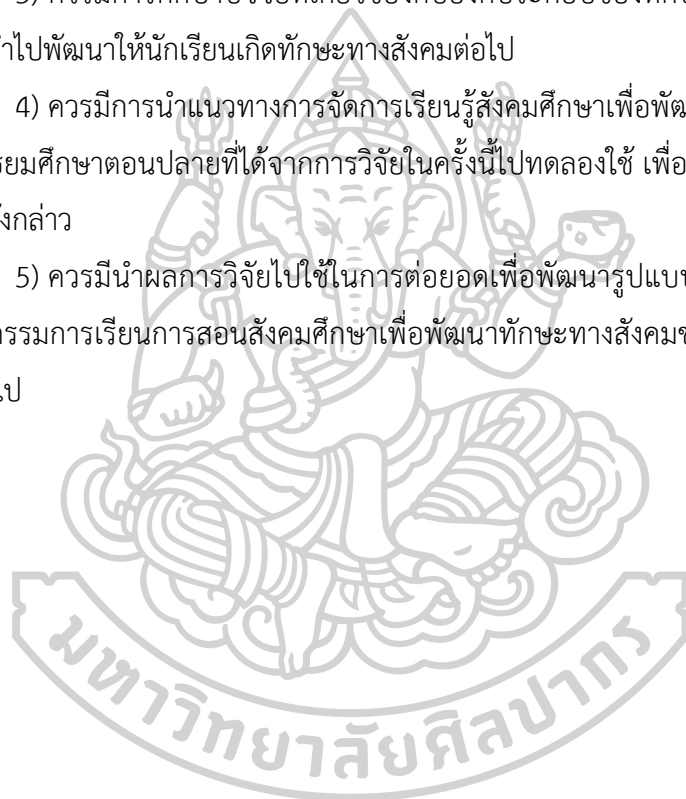 ำไปพัฒนาให้นักเรียนเกิดทักษะทางสังคมต่อไป
4) ควรมีการนำแนวทางการจัดการเรียนรู้สังคมศึกษาเพื่อพัฒ
ธยมศึกษาตอนปลายที่ได้จากการวิจัยในครั้งนี้ไปทดลองใช้ เพื่อ
ังกล่าว
5) ควรมีนำผลการวิจัยไปใช้ในการต่อยอดเพื่อพัฒนารูปแบบ
กรรมการเรียนการสอนสังคมศึกษาเพื่อพัฒนาทักษะทางสังคมข
ไป
มหาวิทยาลัยศิลปากร